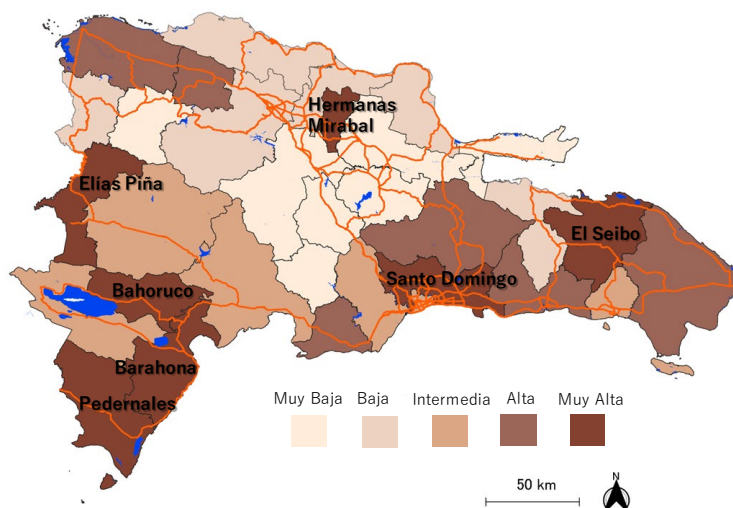 Hermanas
Mirabal
Elías Piña
El Seibo
Bahoruco
Santo Domingo
Barahona
Pedernales
Muy Baja
Baja
Intermedia
Alta
Muy Alta
50 km
N